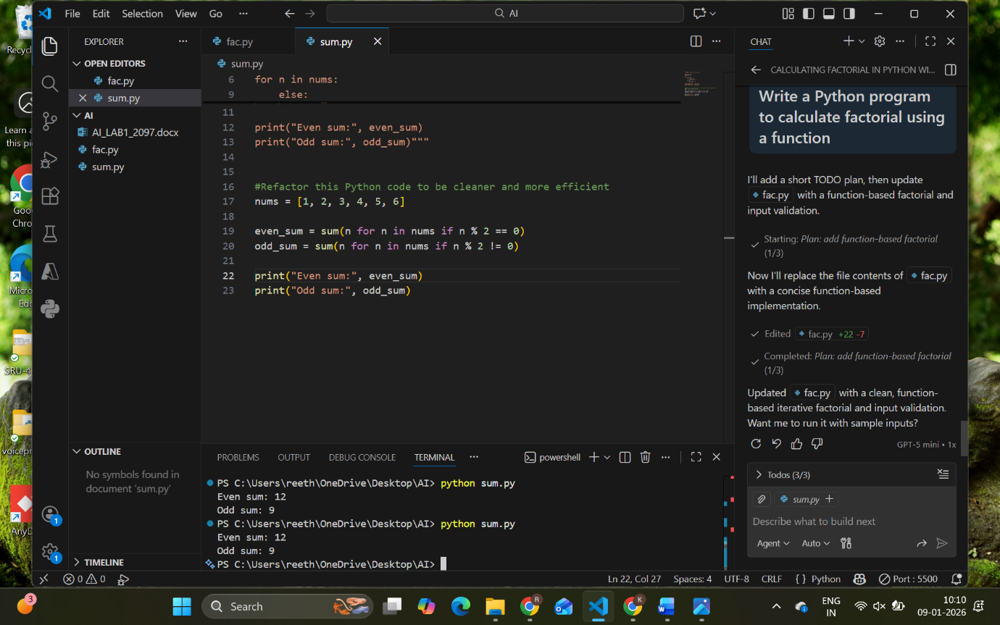 Recycl
Learn a
this pi
Goo
Chro
Micro
Ed
SRU-4
voicepr
AnyD
File Edit Selection View Go ...
AI
EXPLORER ...
OPEN EDITORS
fac.py
sum.py
AI
AI_LAB1_2097.docx
fac.py
sum.py
OUTLINE
No symbols found in
document 'sum.py'
TIMELINE
1
1
fac.py
sum.py
sum.py
6 for n in nums:
9 else:
11
12 print("Even sum:", even_sum)
13 print("Odd sum:", odd_sum)"""
14
15
16 #Refactor this Python code to be cleaner and more efficient
17 nums = [1, 2, 3, 4, 5, 6]
18
19 even_sum = sum(n for n in nums if n % 2 == 0)
20 odd_sum = sum(n for n in nums if n % 2 != 0)
21
22 print("Even sum:", even_sum)
23 print("Odd sum:", odd_sum)
PROBLEMS OUTPUT DEBUG CONSOLE TERMINAL ... powershell
PS C:\Users\reeth\OneDrive\Desktop\AI> python sum.py
Even sum: 12
Odd sum: 9
PS C:\Users\reeth\OneDrive\Desktop\AI> python sum.py
Even sum: 12
Odd sum: 9
PS C:\Users\reeth\OneDrive\Desktop\AI>
CHAT
CALCULATING FACTORIAL IN PYTHON WI...
Write a Python program
to calculate factorial using
a function
I'll add a short TODO plan, then update
fac.py with a function-based factorial and
input validation.
Starting: Plan: add function-based factorial
(1/3)
Now I'll replace the file contents of fac.py
with a concise function-based
implementation.
Edited fac.py +22 -7
Completed: Plan: add function-based factorial
(1/3)
Updated fac.py with a clean, function-
based iterative factorial and input validation.
Want me to run it with sample inputs?
GPT-5 mini • 1x
Todos (3/3)
sum.py
Describe what to build next
Agent Auto
0 0 Ln 22, Col 27 Spaces: 4 UTF-8 CRLF {} Python Port : 5500
3
Search
R
K
ENG
IN
10:10
09-01-2026